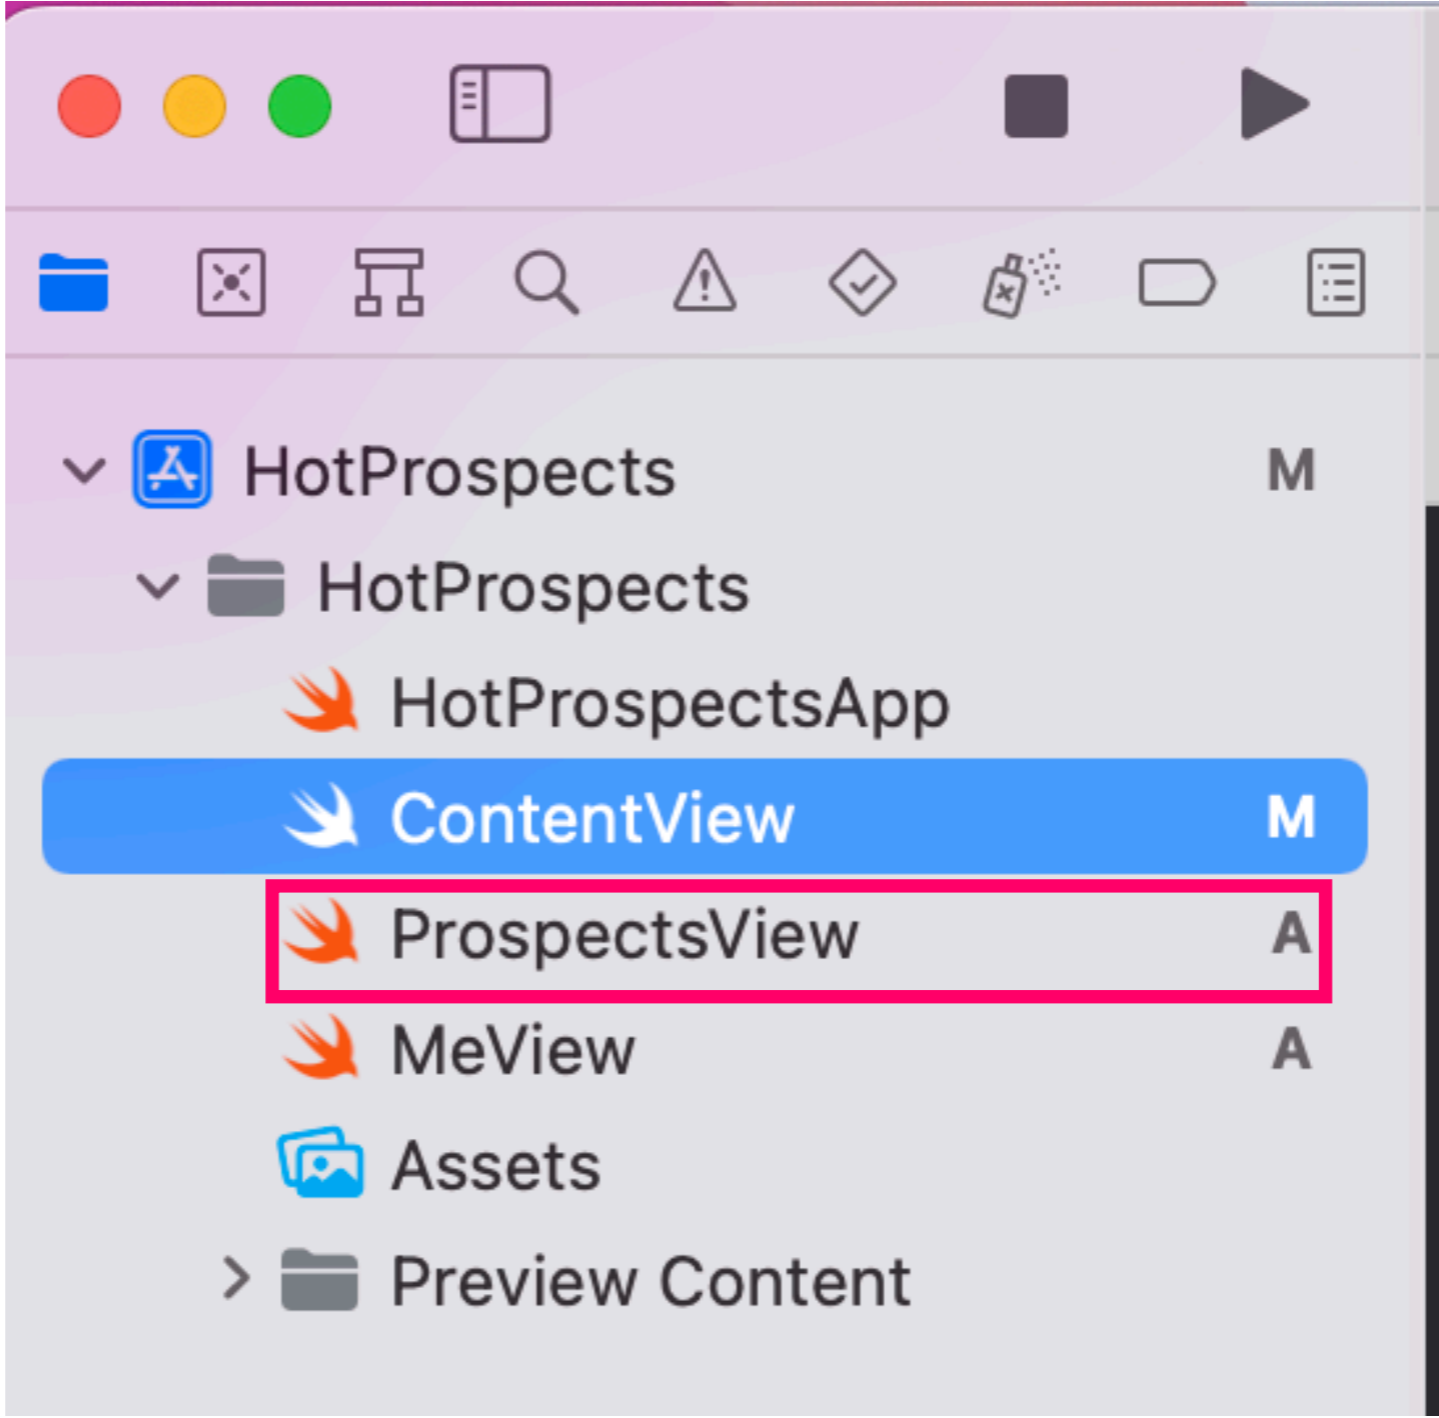 HotProspects M
HotProspects
HotProspectsApp
ContentView M
ProspectsView A
MeView A
Assets
Preview Content